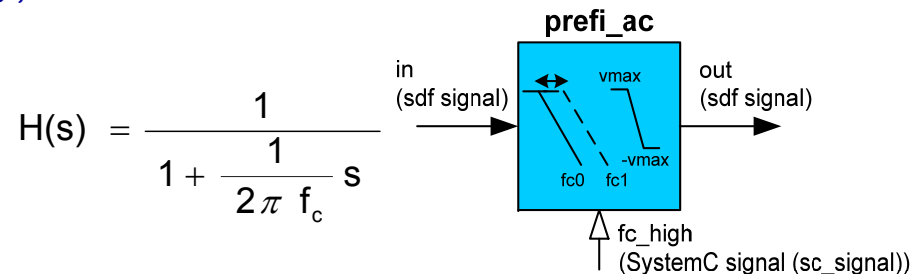 prefi_ac
in
(sdf signal)
vmax
-vmax
fc0 fc1
out
(sdf signal)
H(s) = 1 / (1 + 1 / (2π f_c) s)
fc_high
(SystemC signal (sc_signal))